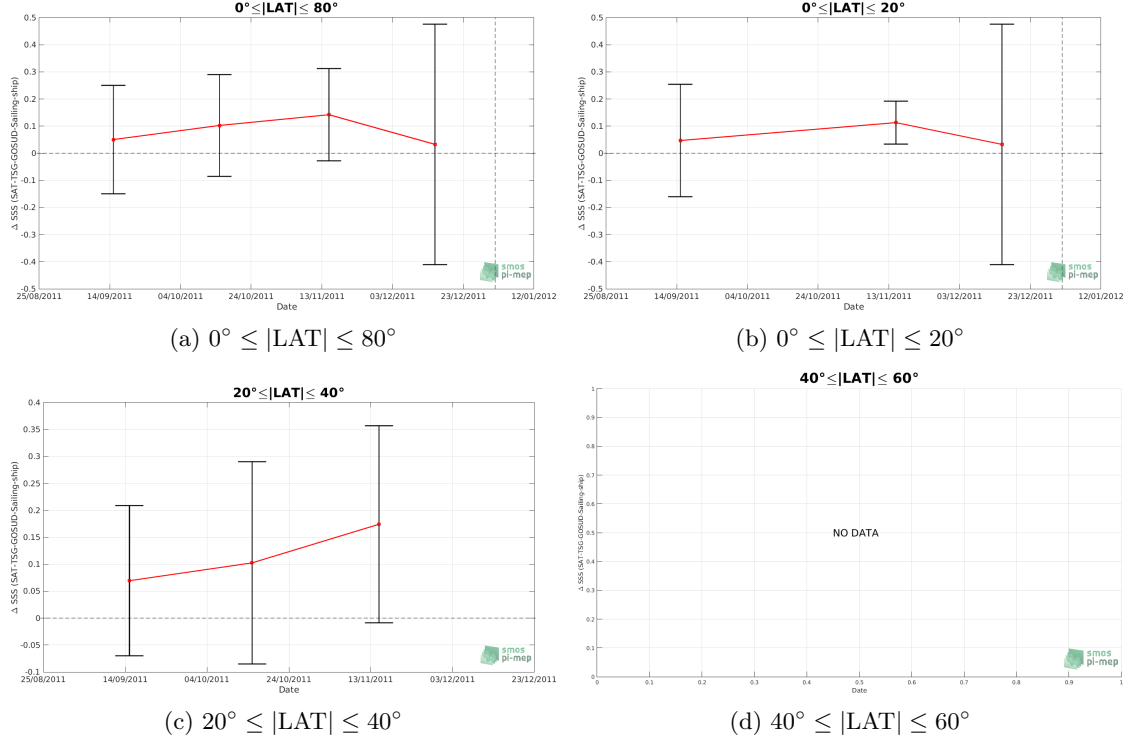 0°≤|LAT|≤ 80°
Δ SSS (SAT-TSG-GOSUD-Sailing-ship)
0.5
0.4
0.3
0.2
0.1
0
-0.1
-0.2
-0.3
-0.4
-0.5
25/08/2011 14/09/2011 04/10/2011 24/10/2011 13/11/2011 03/12/2011 23/12/2011 12/01/2012
Date
smos
pi-mep
(a) 0° ≤ |LAT| ≤ 80°
0°≤|LAT|≤ 20°
Δ SSS (SAT-TSG-GOSUD-Sailing-ship)
0.5
0.4
0.3
0.2
0.1
0
-0.1
-0.2
-0.3
-0.4
-0.5
25/08/2011 14/09/2011 04/10/2011 24/10/2011 13/11/2011 03/12/2011 23/12/2011 12/01/2012
Date
smos
pi-mep
(b) 0° ≤ |LAT| ≤ 20°
20°≤|LAT|≤ 40°
Δ SSS (SAT-TSG-GOSUD-Sailing-ship)
0.4
0.35
0.3
0.25
0.2
0.15
0.1
0.05
0
-0.05
-0.1
25/08/2011 14/09/2011 04/10/2011 24/10/2011 13/11/2011 03/12/2011 23/12/2011
Date
smos
pi-mep
(c) 20° ≤ |LAT| ≤ 40°
40°≤|LAT|≤ 60°
Δ SSS (SAT-TSG-GOSUD-Sailing-ship)
1
0.9
0.8
0.7
0.6
0.5
0.4
0.3
0.2
0.1
0
NO DATA
0 0.1 0.2 0.3 0.4 0.5 0.6 0.7 0.8 0.9 1
Date
smos
pi-mep
(d) 40° ≤ |LAT| ≤ 60°